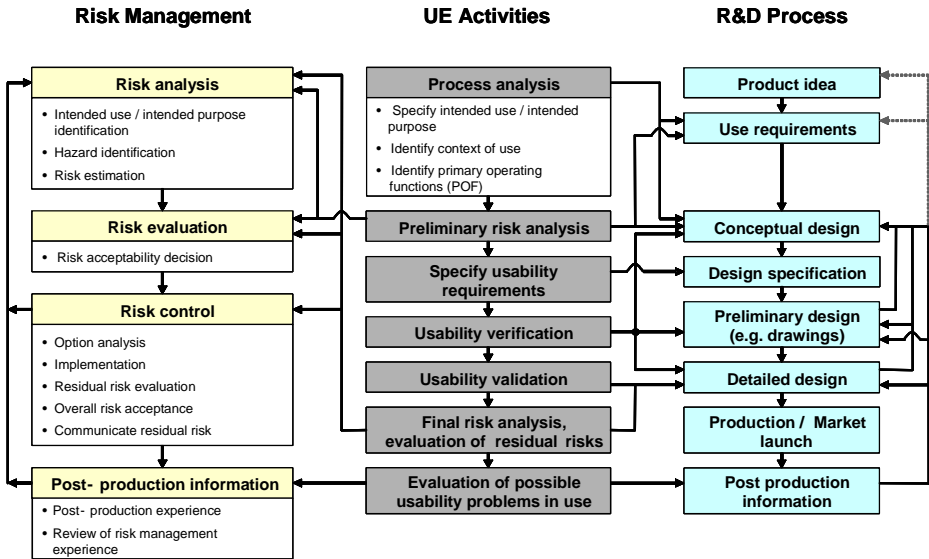 Risk Management
UE Activities
R&D Process
Risk analysis
• Intended use / intended purpose
identification
• Hazard identification
• Risk estimation
Risk evaluation
• Risk acceptability decision
Risk control
• Option analysis
• Implementation
• Residual risk evaluation
• Overall risk acceptance
• Communicate residual risk
Post- production information
• Post- production experience
• Review of risk management
experience
Process analysis
• Specify intended use / intended
purpose
• Identify context of use
• Identify primary operating
functions (POF)
Preliminary risk analysis
Specify usability
requirements
Usability verification
Usability validation
Final risk analysis,
evaluation of residual risks
Evaluation of possible
usability problems in use
Product idea
Use requirements
Conceptual design
Design specification
Preliminary design
(e.g. drawings)
Detailed design
Production / Market
launch
Post production
information